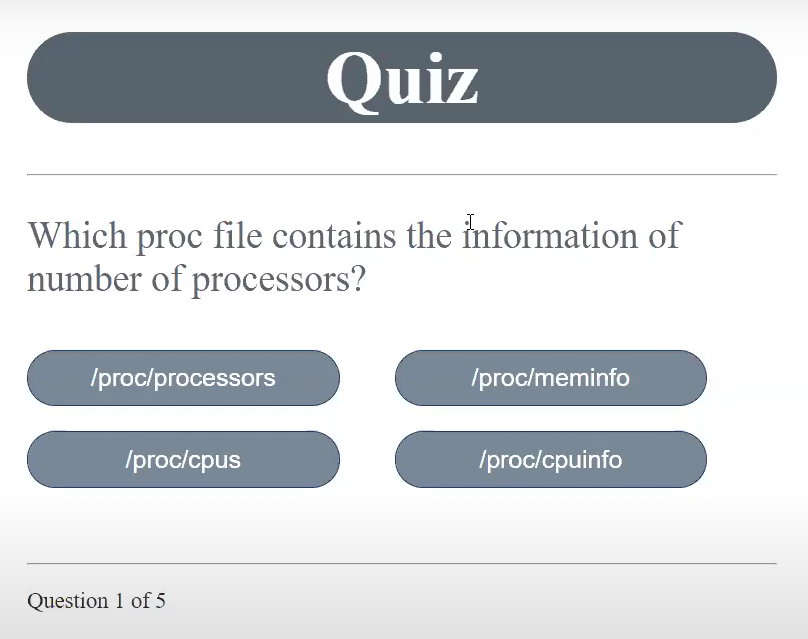 Quiz
Which proc file contains the information of
number of processors?
/proc/processors
/proc/meminfo
/proc/cpus
/proc/cpuinfo
Question 1 of 5